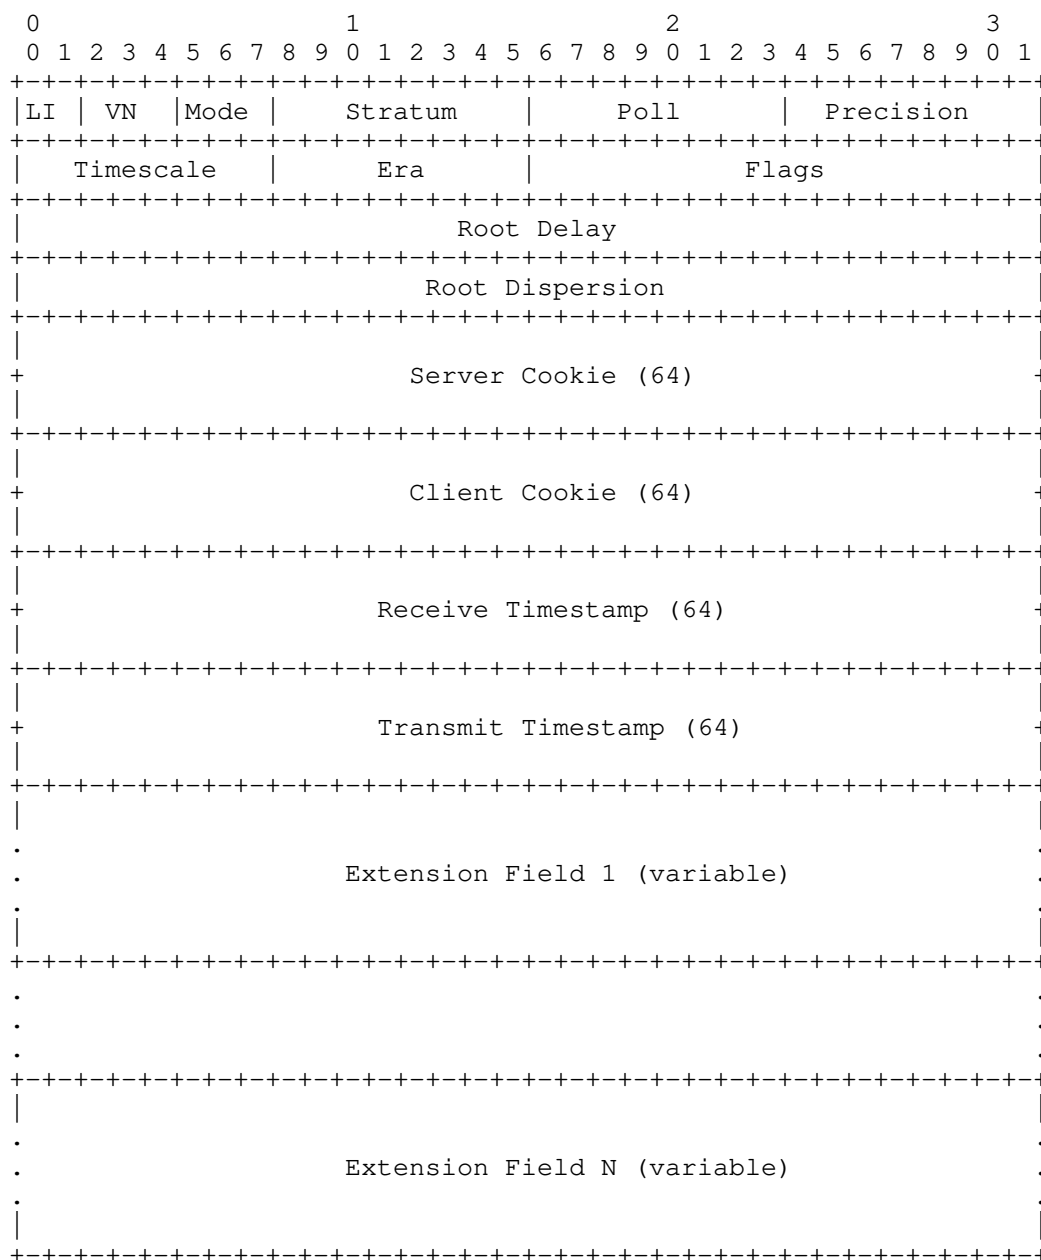 0                   1                   2                   3
 0 1 2 3 4 5 6 7 8 9 0 1 2 3 4 5 6 7 8 9 0 1 2 3 4 5 6 7 8 9 0 1
+-+-+-+-+-+-+-+-+-+-+-+-+-+-+-+-+-+-+-+-+-+-+-+-+-+-+-+-+-+-+-+-+
|LI | VN  |Mode |    Stratum    |     Poll      |  Precision    |
+-+-+-+-+-+-+-+-+-+-+-+-+-+-+-+-+-+-+-+-+-+-+-+-+-+-+-+-+-+-+-+-+
|   Timescale   |      Era      |             Flags             |
+-+-+-+-+-+-+-+-+-+-+-+-+-+-+-+-+-+-+-+-+-+-+-+-+-+-+-+-+-+-+-+-+
|                           Root Delay                          |
+-+-+-+-+-+-+-+-+-+-+-+-+-+-+-+-+-+-+-+-+-+-+-+-+-+-+-+-+-+-+-+-+
|                         Root Dispersion                       |
+-+-+-+-+-+-+-+-+-+-+-+-+-+-+-+-+-+-+-+-+-+-+-+-+-+-+-+-+-+-+-+-+
|                                                               |
+                        Server Cookie (64)                     +
|                                                               |
+-+-+-+-+-+-+-+-+-+-+-+-+-+-+-+-+-+-+-+-+-+-+-+-+-+-+-+-+-+-+-+-+
|                                                               |
+                        Client Cookie (64)                     +
|                                                               |
+-+-+-+-+-+-+-+-+-+-+-+-+-+-+-+-+-+-+-+-+-+-+-+-+-+-+-+-+-+-+-+-+
|                                                               |
+                      Receive Timestamp (64)                   +
|                                                               |
+-+-+-+-+-+-+-+-+-+-+-+-+-+-+-+-+-+-+-+-+-+-+-+-+-+-+-+-+-+-+-+-+
|                                                               |
+                      Transmit Timestamp (64)                  +
|                                                               |
+-+-+-+-+-+-+-+-+-+-+-+-+-+-+-+-+-+-+-+-+-+-+-+-+-+-+-+-+-+-+-+-+
|                                                               |
.                                                               .
.                    Extension Field 1 (variable)               .
.                                                               .
|                                                               |
+-+-+-+-+-+-+-+-+-+-+-+-+-+-+-+-+-+-+-+-+-+-+-+-+-+-+-+-+-+-+-+-+
.                                                               .
.                                                               .
.                                                               .
+-+-+-+-+-+-+-+-+-+-+-+-+-+-+-+-+-+-+-+-+-+-+-+-+-+-+-+-+-+-+-+-+
|                                                               |
.                                                               .
.                    Extension Field N (variable)               .
.                                                               .
|                                                               |
+-+-+-+-+-+-+-+-+-+-+-+-+-+-+-+-+-+-+-+-+-+-+-+-+-+-+-+-+-+-+-+-+